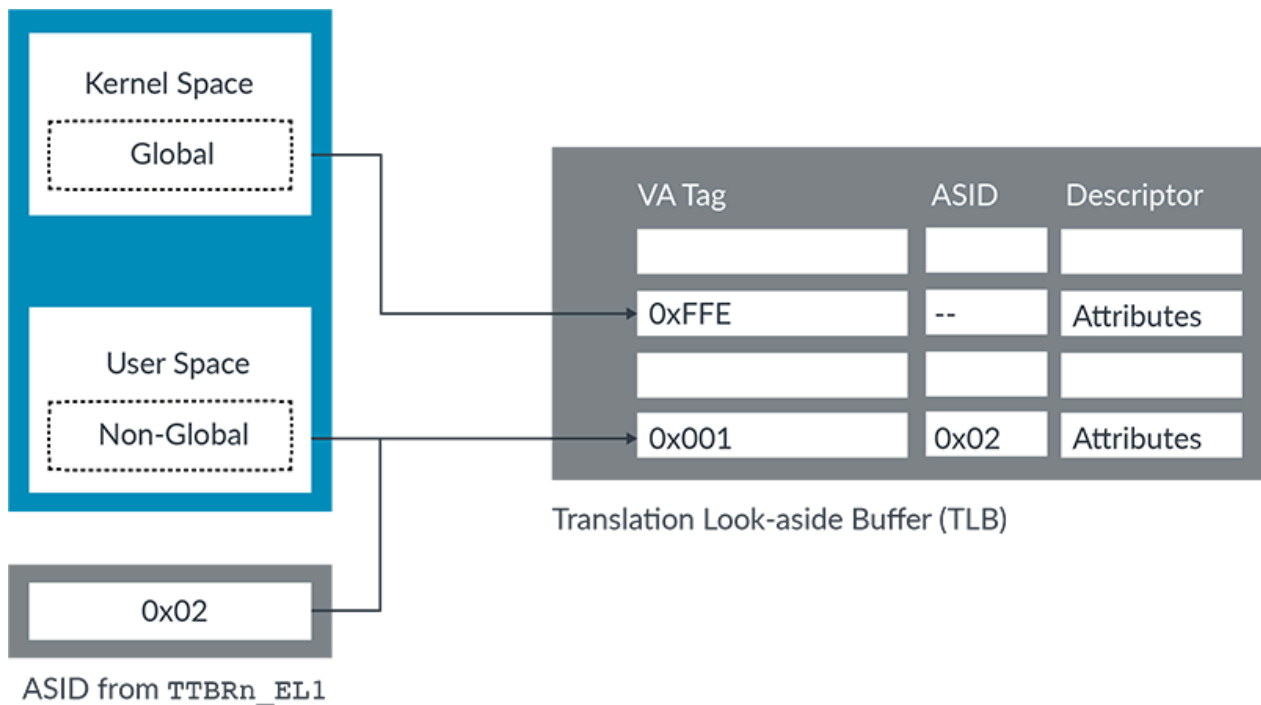 Kernel Space
Global
User Space
Non-Global
0x02
ASID from TTBRn_EL1
VA Tag ASID Descriptor
0xFFE -- Attributes
0x001 0x02 Attributes
Translation Look-aside Buffer (TLB)